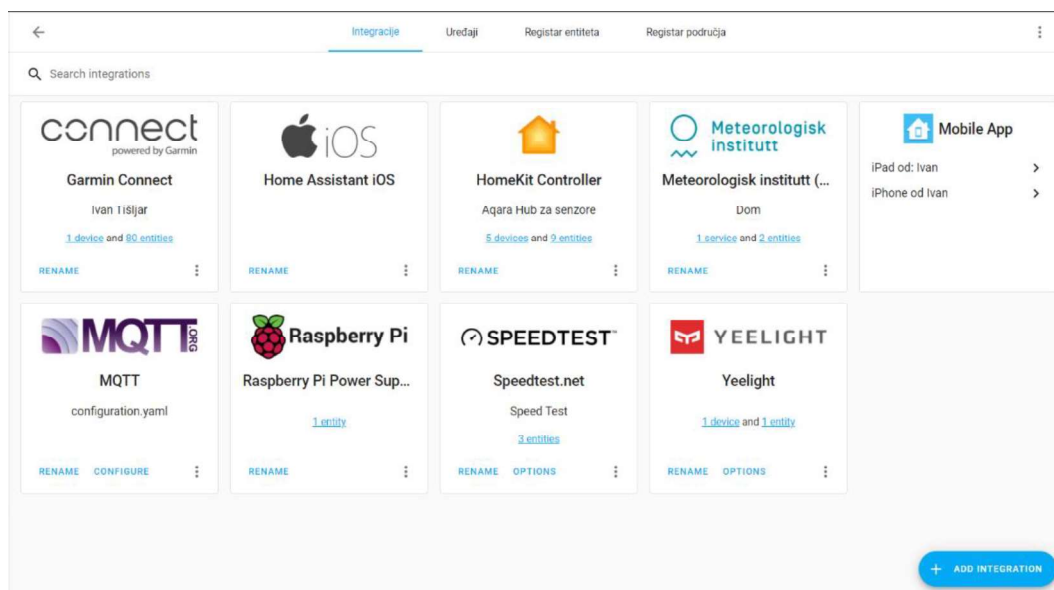 Integracije Uređaji Registar entiteta Registar područja
Search integrations
connect
powered by Garmin
Garmin Connect
Ivan Tišljar
1 device and 80 entities
RENAME
iOS
Home Assistant iOS
RENAME
HomeKit Controller
Aqara Hub za senzore
5 devices and 9 entities
RENAME
Meteorologisk
institutt
Meteorologisk institutt (...
Dom
1 service and 2 entities
RENAME
Mobile App
iPad od: Ivan
iPhone od Ivan
MQTT.ORG
MQTT
configuration.yaml
RENAME CONFIGURE
Raspberry Pi
Raspberry Pi Power Sup...
1 entity
RENAME
SPEEDTEST™
Speedtest.net
Speed Test
3 entities
RENAME OPTIONS
YEELIGHT
Yeelight
1 device and 1 entity
RENAME OPTIONS
+ ADD INTEGRATION